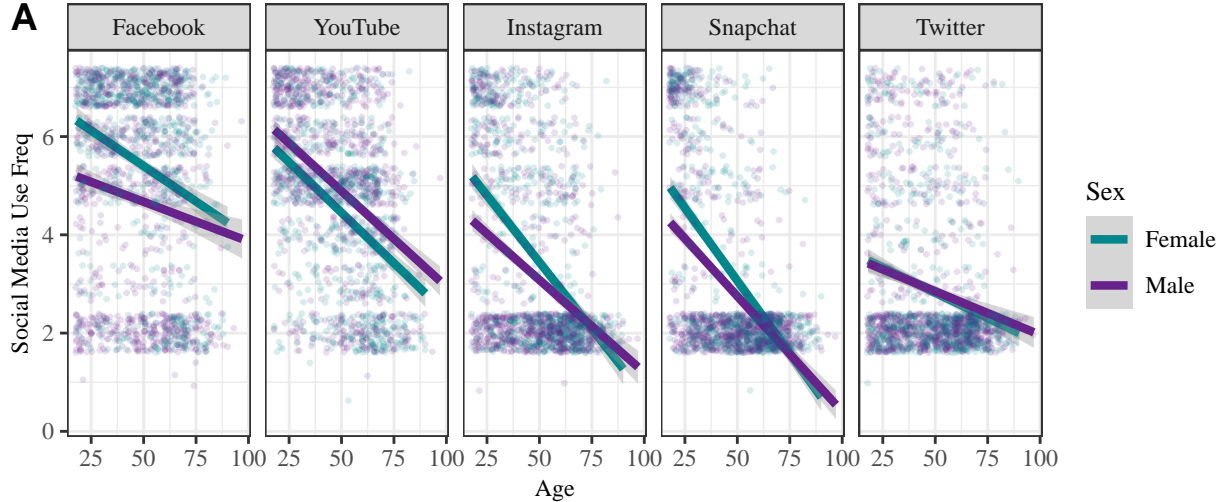 A
Facebook YouTube Instagram Snapchat Twitter
Social Media Use Freq
6
4
2
0
25 50 75 100 25 50 75 100 25 50 75 100 25 50 75 100 25 50 75 100
Age
Sex
Female
Male